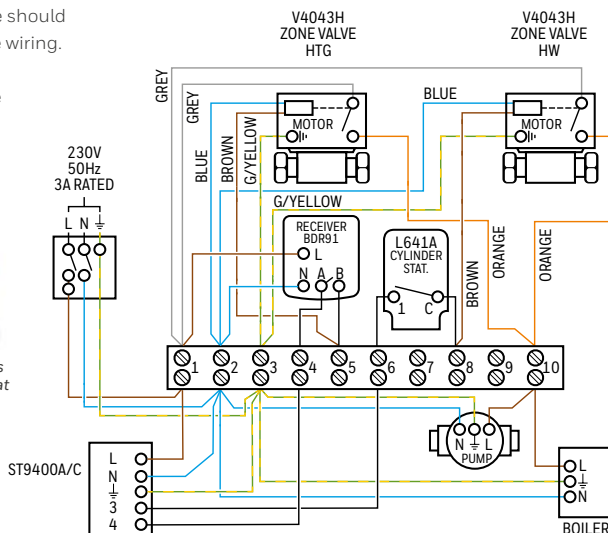 e should
e wiring.
e
s
at
V4043H
ZONE VALVE
HTG
V4043H
ZONE VALVE
HW
GREY
GREY
BLUE
BROWN
G/YELLOW
MOTOR
BLUE
MOTOR
230V
50Hz
3A RATED
L N
G/YELLOW
RECEIVER
BDR91
L
N A B
L641A
CYLINDER
STAT.
1 C
BROWN
ORANGE
ORANGE
1 2 3 4 5 6 7 8 9 10
N L
PUMP
ST9400A/C
L
N
3
4
L
N
BOILER